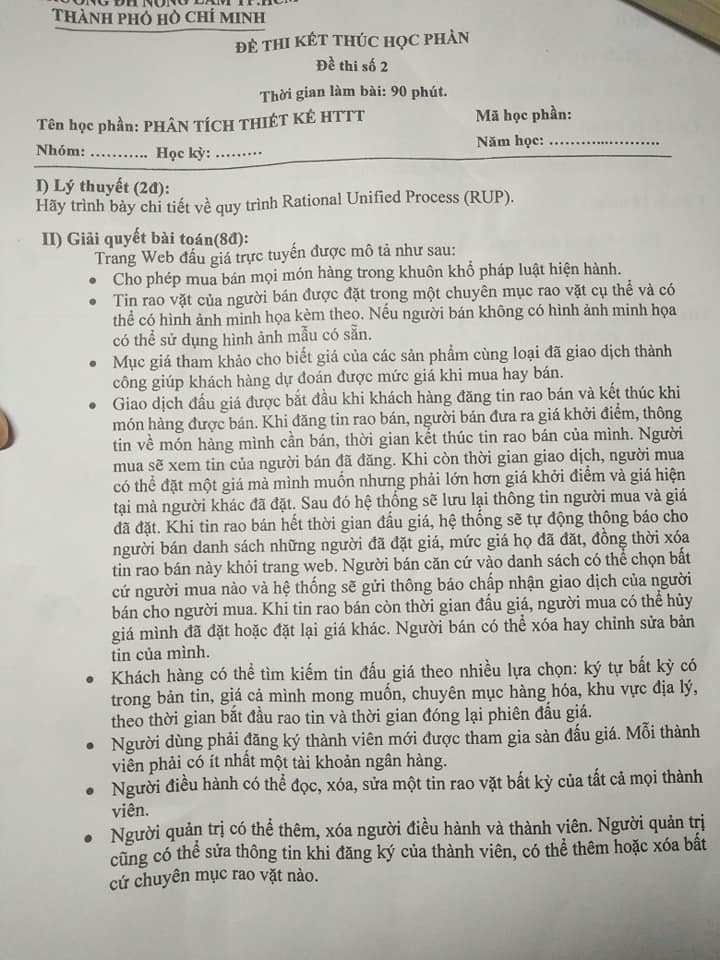 TRƯỜNG ĐH NÔNG LÂM TP.HCM
THÀNH PHỐ HỒ CHÍ MINH
ĐỀ THI KẾT THÚC HỌC PHẦN
Đề thi số 2
Thời gian làm bài: 90 phút.
Tên học phần: PHÂN TÍCH THIẾT KẾ HTTT
Mã học phần:
Nhóm: ……….. Học kỳ: ………
Năm học: …………..……….
I) Lý thuyết (2đ):
Hãy trình bày chi tiết về quy trình Rational Unified Process (RUP).
II) Giải quyết bài toán(8đ):
Trang Web đấu giá trực tuyến được mô tả như sau:
• Cho phép mua bán mọi món hàng trong khuôn khổ pháp luật hiện hành.
• Tin rao vặt của người bán được đặt trong một chuyên mục rao vặt cụ thể và có
thể có hình ảnh minh họa kèm theo. Nếu người bán không có hình ảnh minh họa
có thể sử dụng hình ảnh mẫu có sẵn.
• Mục giá tham khảo cho biết giá của các sản phẩm cùng loại đã giao dịch thành
công giúp khách hàng dự đoán được mức giá khi mua hay bán.
• Giao dịch đấu giá được bắt đầu khi khách hàng đăng tin rao bán và kết thúc khi
món hàng được bán. Khi đăng tin rao bán, người bán đưa ra giá khởi điểm, thông
tin về món hàng mình cần bán, thời gian kết thúc tin rao bán của mình. Người
mua sẽ xem tin của người bán đã đăng. Khi còn thời gian giao dịch, người mua
có thể đặt một giá mà mình muốn nhưng phải lớn hơn giá khởi điểm và giá hiện
tại mà người khác đã đặt. Sau đó hệ thống sẽ lưu lại thông tin người mua và giá
đã đặt. Khi tin rao bán hết thời gian đấu giá, hệ thống sẽ tự động thông báo cho
người bán danh sách những người đã đặt giá, mức giá họ đã đăt, đồng thời xóa
tin rao bán này khỏi trang web. Người bán căn cứ vào danh sách có thể chọn bất
cứ người mua nào và hệ thống sẽ gửi thông báo chấp nhận giao dịch của người
bán cho người mua. Khi tin rao bán còn thời gian đấu giá, người mua có thể hủy
giá mình đã đặt hoặc đặt lại giá khác. Người bán có thể xóa hay chỉnh sửa bản
tin của mình.
• Khách hàng có thể tìm kiếm tin đấu giá theo nhiều lựa chọn: ký tự bất kỳ có
trong bản tin, giá cả mình mong muốn, chuyên mục hàng hóa, khu vực địa lý,
theo thời gian bắt đầu rao tin và thời gian đóng lại phiên đấu giá.
• Người dùng phải đăng ký thành viên mới được tham gia sàn đấu giá. Mỗi thành
viên phải có ít nhất một tài khoản ngân hàng.
• Người điều hành có thể đọc, xóa, sửa một tin rao vặt bất kỳ của tất cả mọi thành
viên.
• Người quản trị có thể thêm, xóa người điều hành và thành viên. Người quản trị
cũng có thể sửa thông tin khi đăng ký của thành viên, có thể thêm hoặc xóa bất
cứ chuyên mục rao vặt nào.